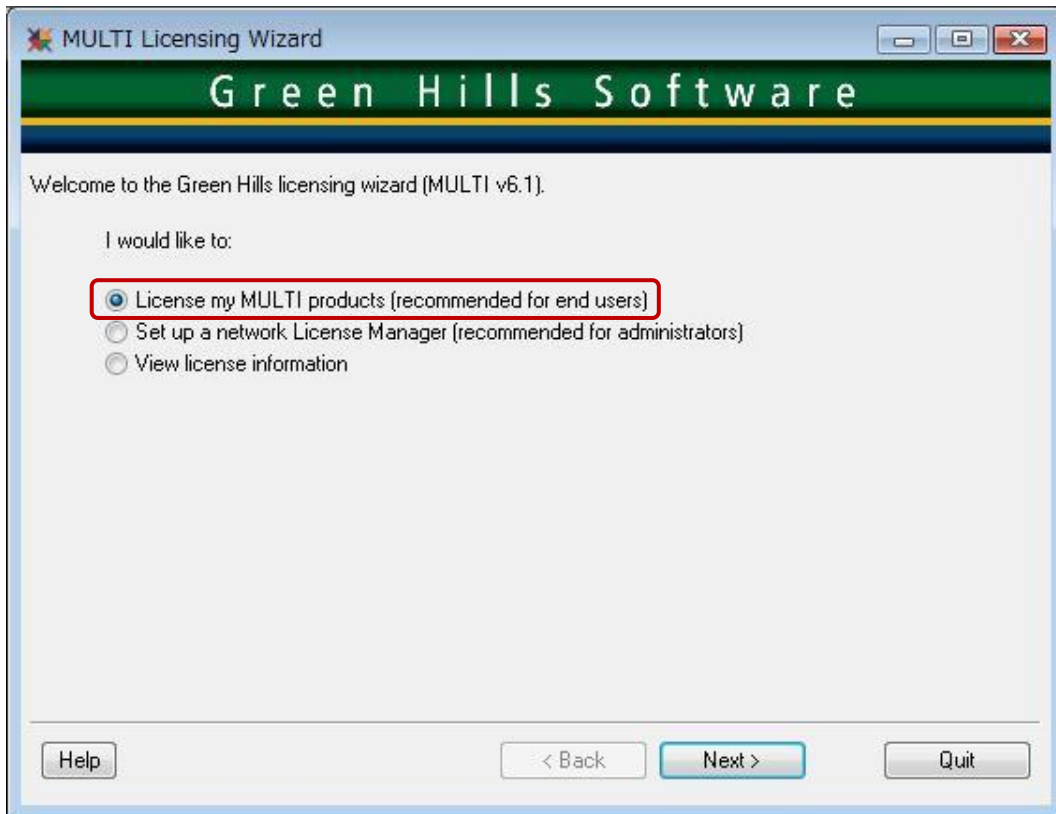 MULTI Licensing Wizard
Green Hills Software
Welcome to the Green Hills licensing wizard (MULTI v6.1).
I would like to:
License my MULTI products (recommended for end users)
Set up a network License Manager (recommended for administrators)
View license information
Help
< Back
Next >
Quit